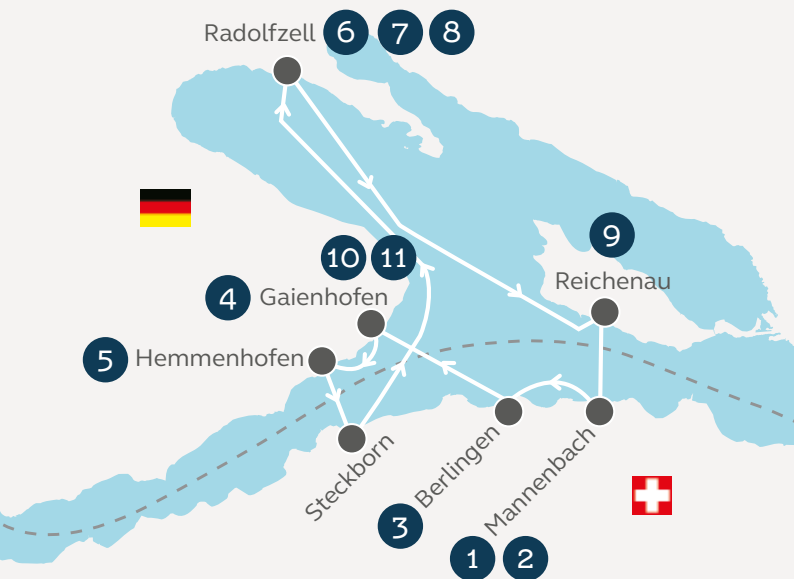 Radolfzell 6 7 8
9
Reichenau
10 11
4 Gaienhofen
5 Hemmenhofen
Steckborn
Berlingen
Mannenbach
3
1 2